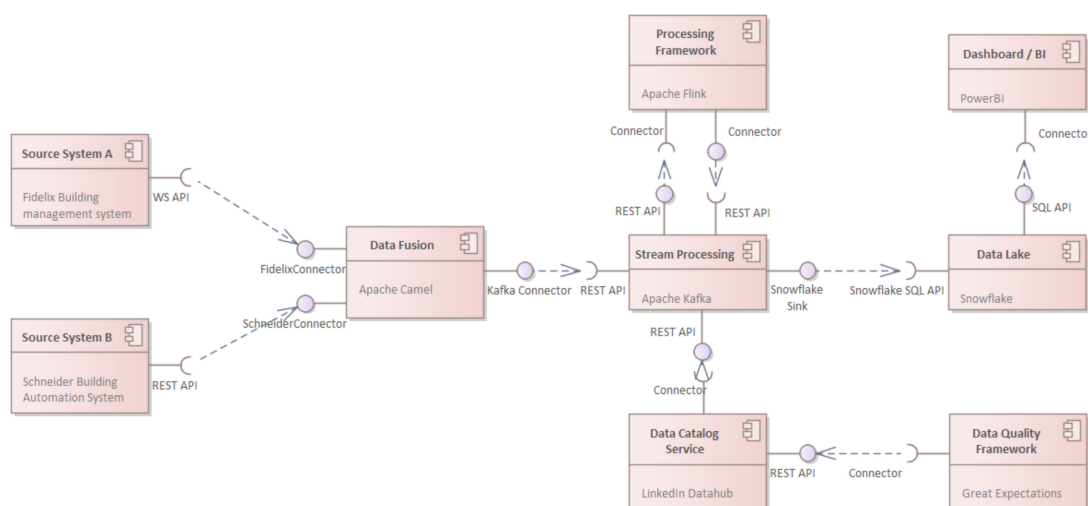 Processing
Framework
Apache Flink
Dashboard / BI
PowerBI
Connector
Connector
Connecto
Source System A
Fidelix Building
management system
WS API
REST API
REST API
SQL API
Data Fusion
Apache Camel
FidelixConnector
SchneiderConnector
Kafka Connector
REST API
Stream Processing
Apache Kafka
Snowflake
Sink
Snowflake SQL API
Data Lake
Snowflake
Source System B
Schneider Building
Automation System
REST API
REST API
Connector
Data Catalog
Service
LinkedIn Datahub
REST API
Connector
Data Quality
Framework
Great Expectations